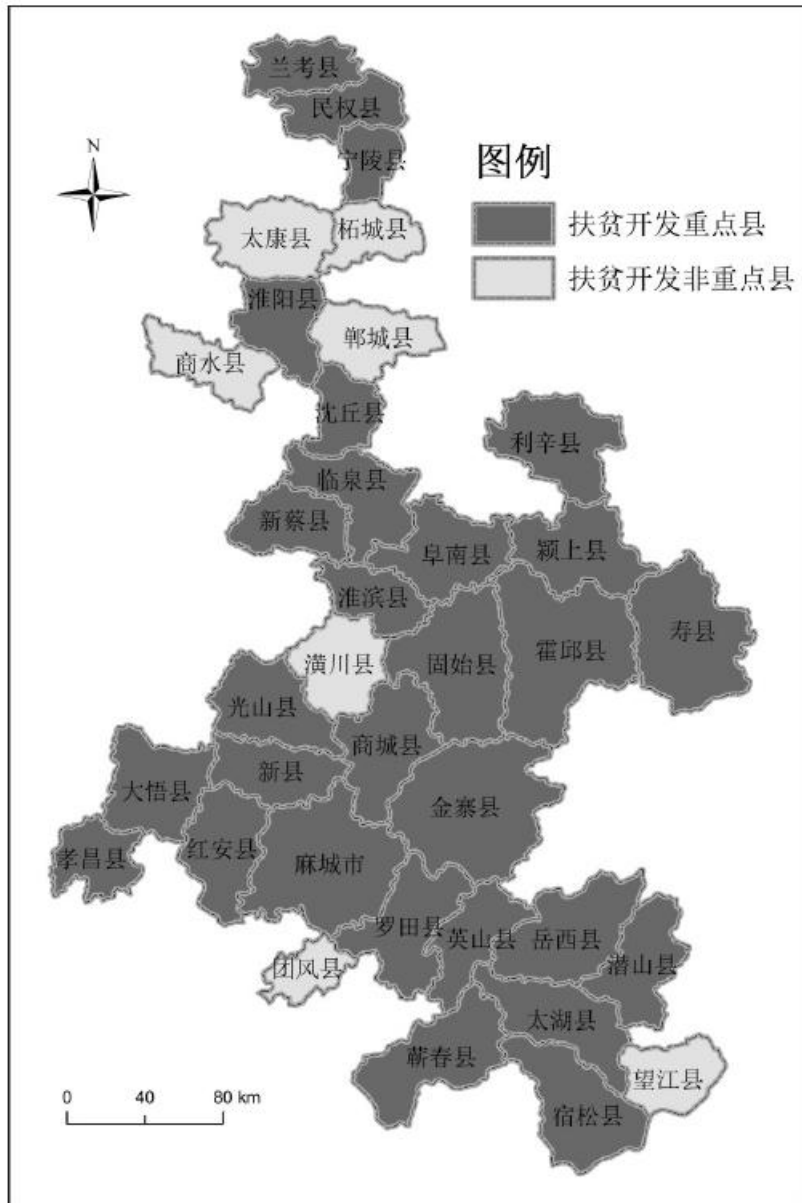 兰考县
民权县
N
宁陵县
图例
扶贫开发重点县
太康县
柘城县
扶贫开发非重点县
淮阳县
郸城县
商水县
沈丘县
利辛县
临泉县
新蔡县
阜南县
颍上县
淮滨县
寿县
潢川县
固始县
霍邱县
光山县
商城县
新县
大悟县
金寨县
孝昌县
红安县
麻城市
罗田县
英山县
岳西县
团风县
潜山县
太湖县
蕲春县
望江县
0 40 80 km
宿松县